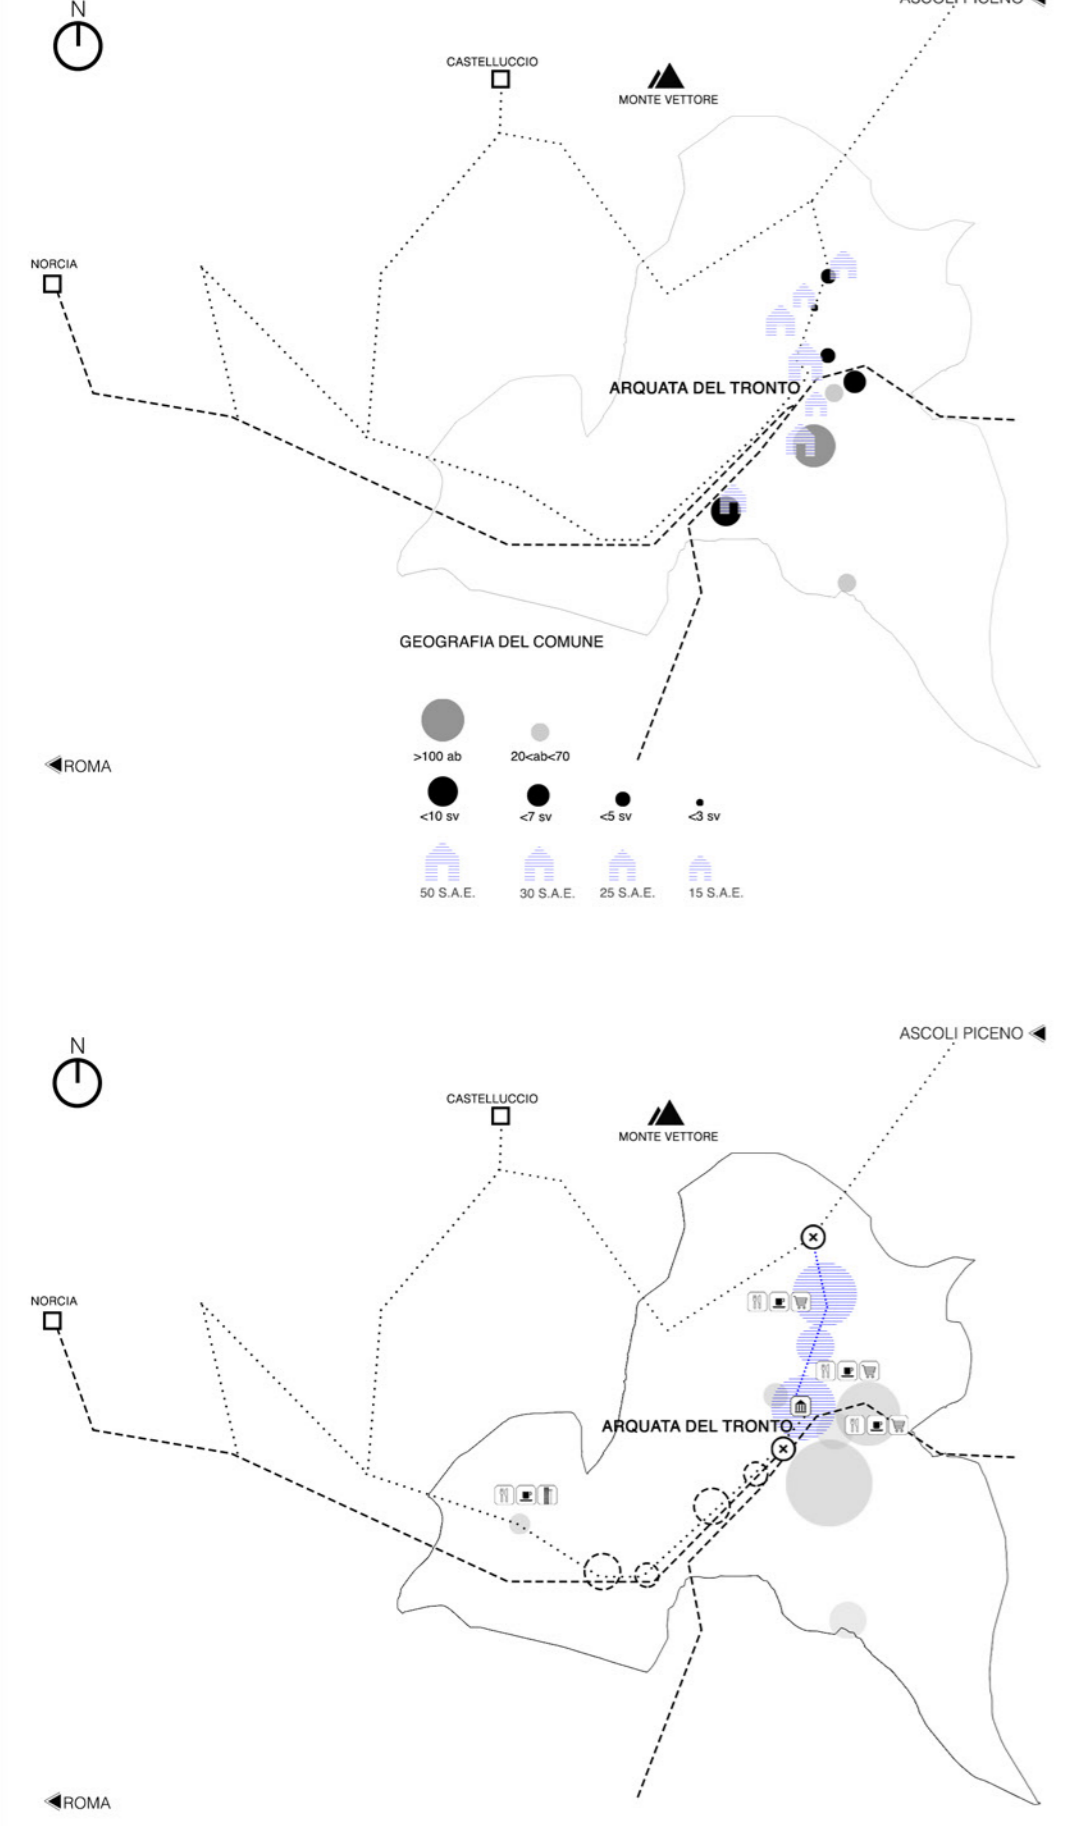 N
ASCOLI PICENO
CASTELLUCCIO
MONTE VETTORE
NORCIA
ARQUATA DEL TRONTO
GEOGRAFIA DEL COMUNE
>100 ab
20<ab<70
ROMA
<10 sv
<7 sv
<5 sv
<3 sv
50 S.A.E.
30 S.A.E.
25 S.A.E.
15 S.A.E.
N
ASCOLI PICENO
CASTELLUCCIO
MONTE VETTORE
NORCIA
ARQUATA DEL TRONTO
ROMA